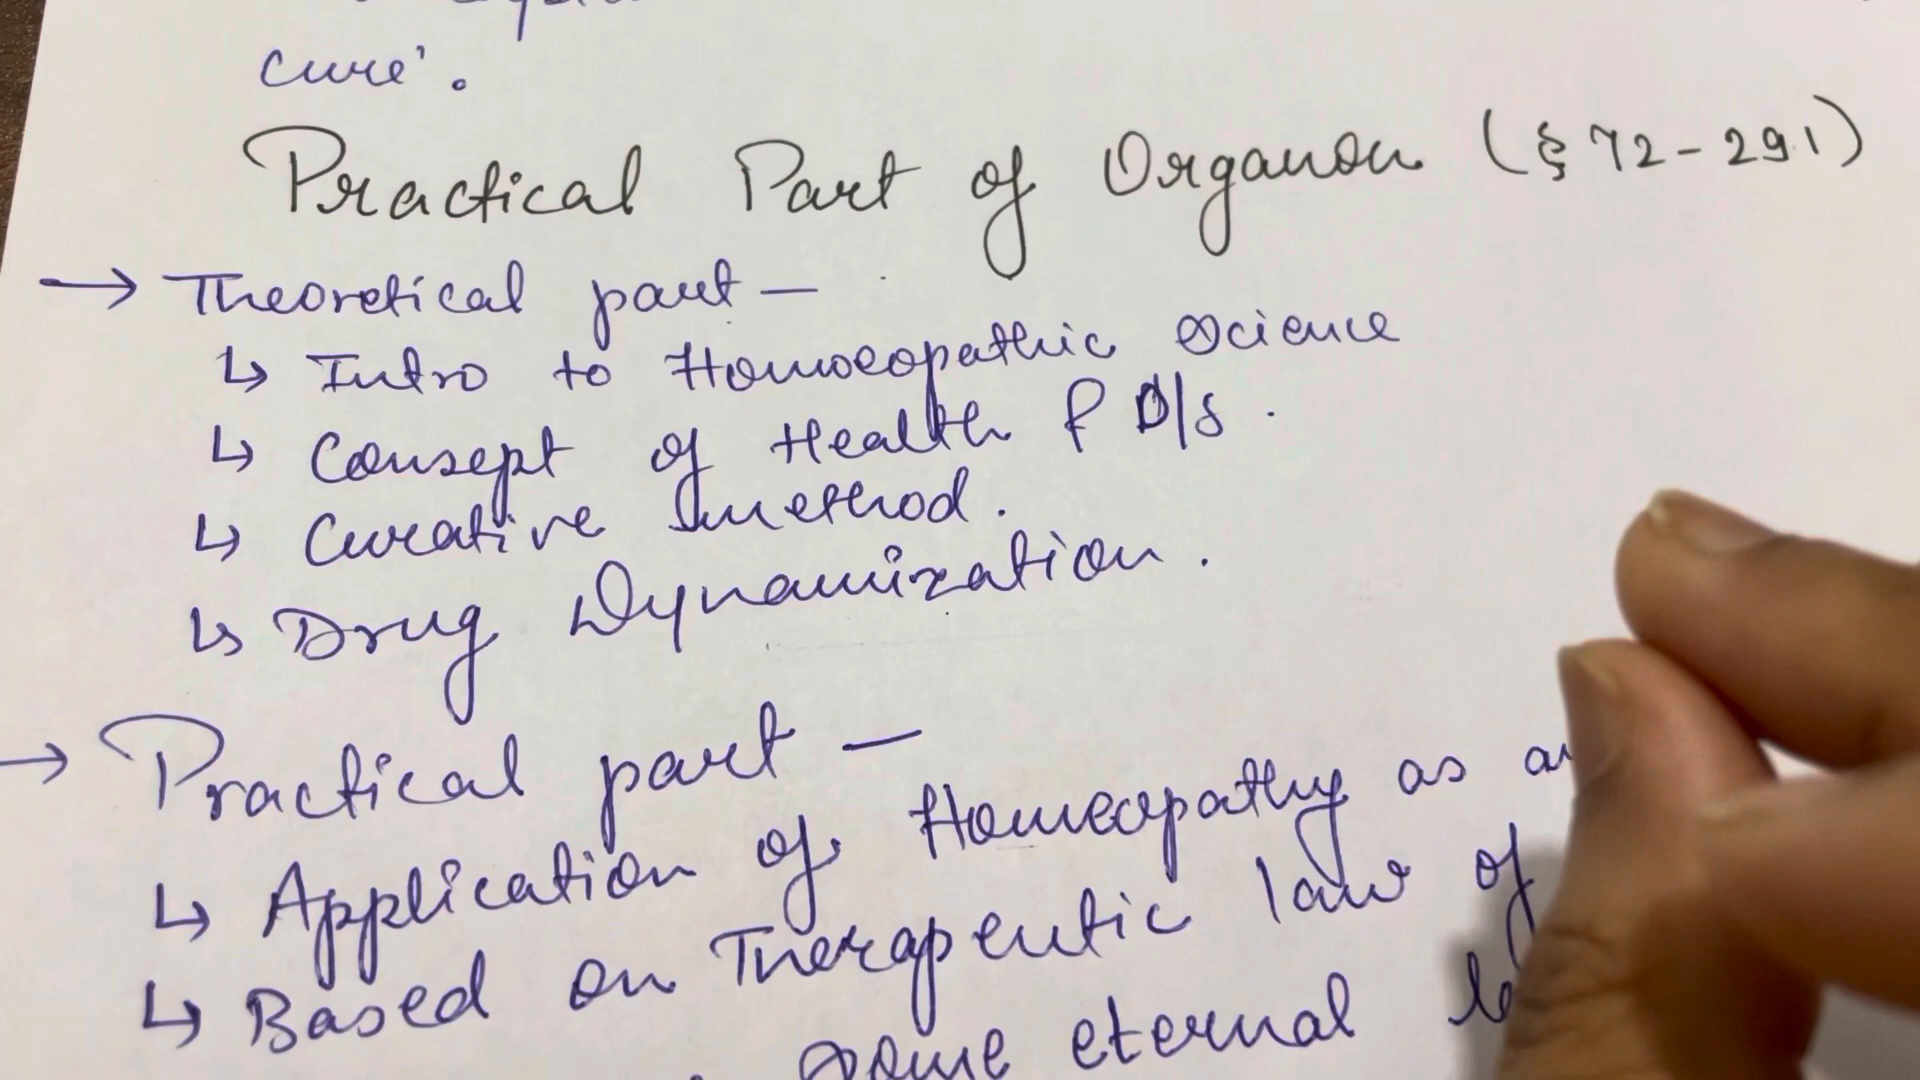 cure'.
Practical Part of Organon (§ 72-291)
→ Theoretical part —
↳ Intro to Homoeopathic science
↳ Consept of Health & D/s.
↳ Curative method.
↳ Drug Dynamization.
→ Practical part —
↳ Application of Homeopathy as
↳ Based on Therapeutic law of
some eternal